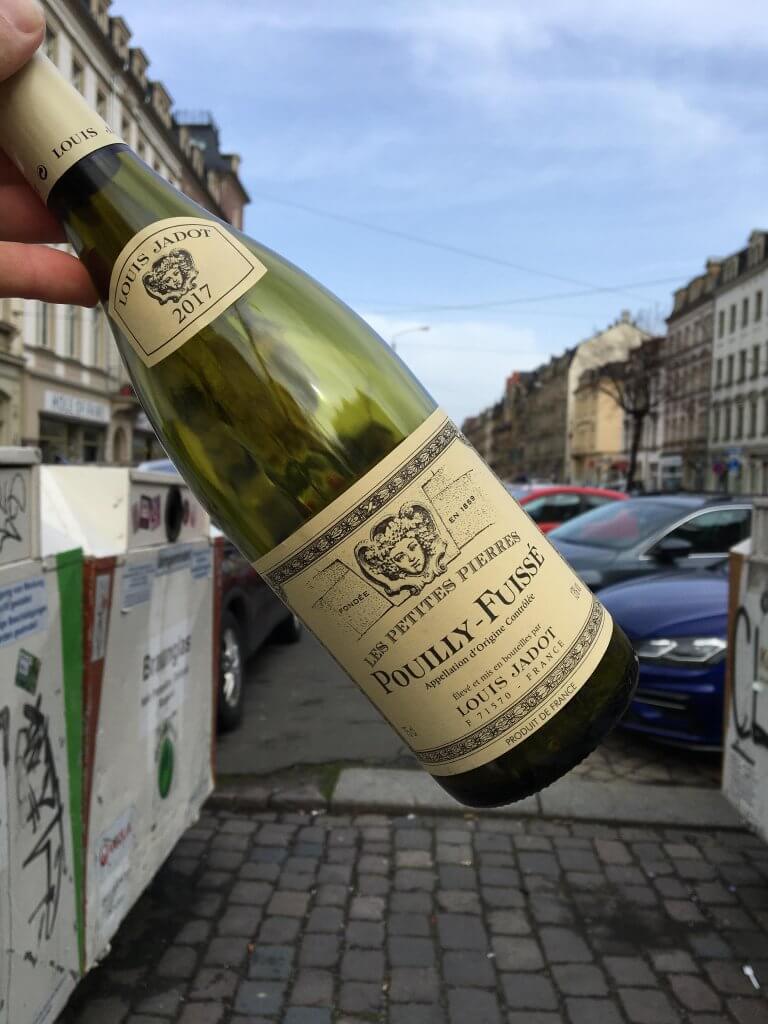 LOUIS
LOUIS JADOT
2017
FONDÉE
EN 1859
LES PETITES PIERRES
POUILLY-FUISSÉ
Appellation d'Origine Contrôlée
Élevé et mis en bouteilles par
LOUIS JADOT
F 71570 - FRANCE
PRODUIT DE FRANCE
75cl